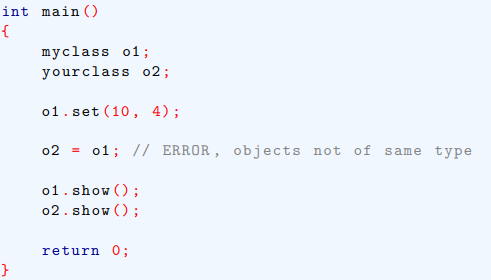 int main()
{
myclass o1;
yourclass o2;
o1.set(10, 4);
o2 = o1; // ERROR, objects not of same type
o1.show();
o2.show();
return 0;
}